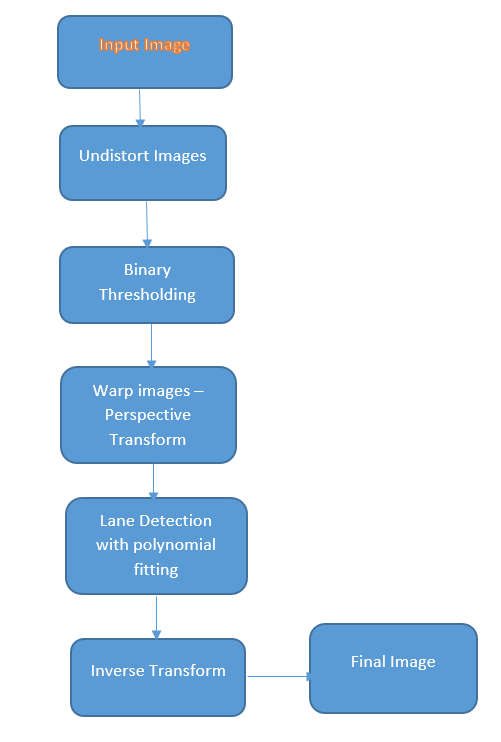 Input Image
Undistort Images
Binary
Thresholding
Warp images –
Perspective
Transform
Lane Detection
with polynomial
fitting
Inverse Transform
Final Image